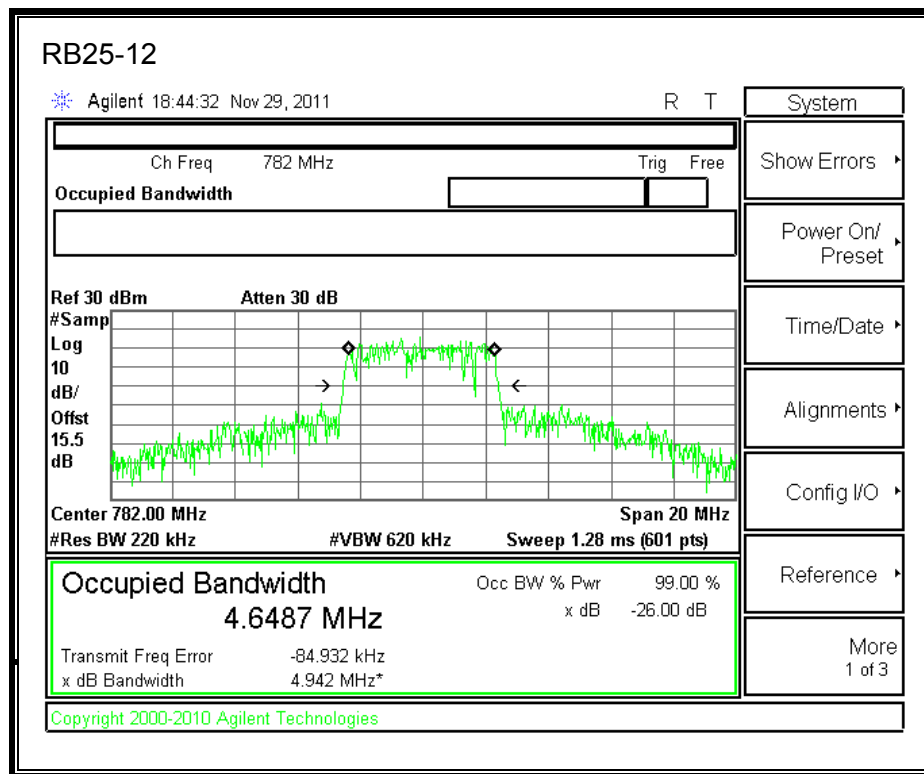 RB25-12
Agilent 18:44:32 Nov 29, 2011 R T
System
Ch Freq 782 MHz Trig Free
Occupied Bandwidth
Show Errors
Power On/
Preset
Time/Date
Alignments
Config I/O
Reference
More
1 of 3
Ref 30 dBm Atten 30 dB
#Samp
Log
10
dB/
Offst
15.5
dB
Center 782.00 MHz Span 20 MHz
#Res BW 220 kHz #VBW 620 kHz Sweep 1.28 ms (601 pts)
Occupied Bandwidth Occ BW % Pwr 99.00 %
4.6487 MHz x dB -26.00 dB
Transmit Freq Error -84.932 kHz
x dB Bandwidth 4.942 MHz*
Copyright 2000-2010 Agilent Technologies